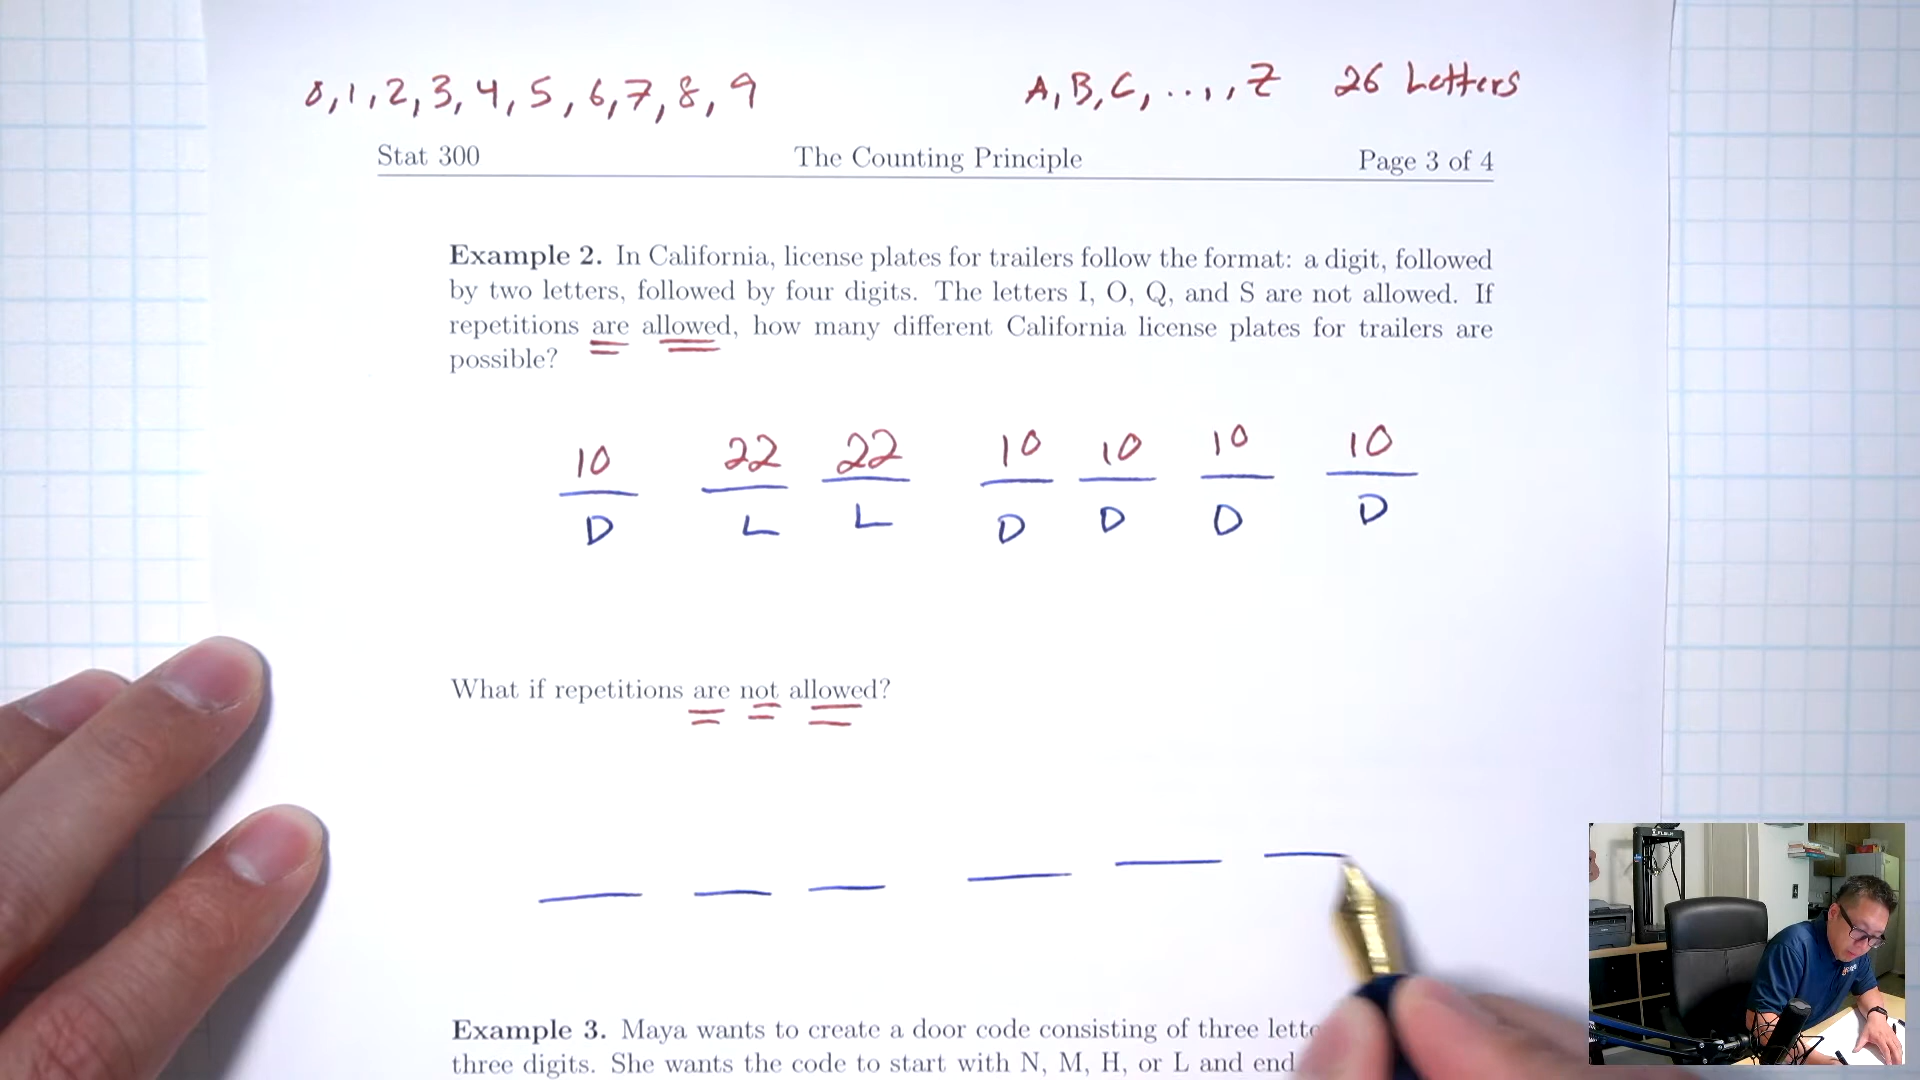 0,1,2,3,4,5,6,7,8,9
A,B,C,...,Z 26 Letters
Stat 300 The Counting Principle Page 3 of 4
Example 2. In California, license plates for trailers follow the format: a digit, followed
by two letters, followed by four digits. The letters I, O, Q, and S are not allowed. If
repetitions are allowed, how many different California license plates for trailers are
possible?
10 22 22 10 10 10 10
D L L D D D D
What if repetitions are not allowed?
Example 3. Maya wants to create a door code consisting of three
three digits. She wants the code to start with N, M, H, or L and end